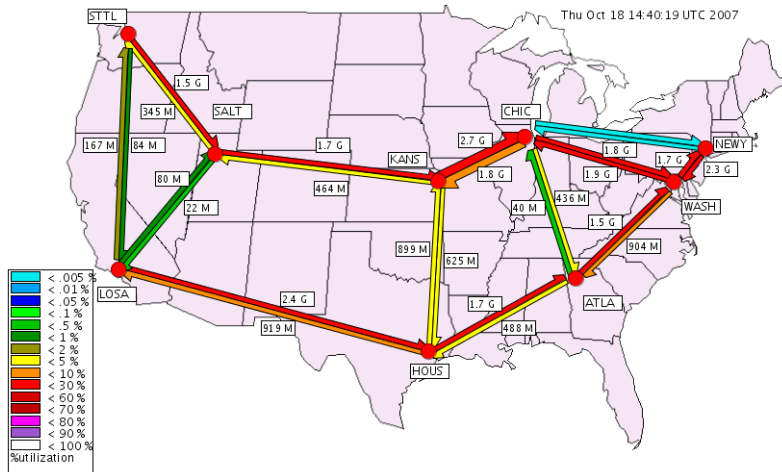 Thu Oct 18 14:40:19 UTC 2007
STTL
1.5 G
345 M
SALT
167 M
84 M
80 M
22 M
LOSA
1.7 G
464 M
KANS
CHIC
2.7 G
1.8 G
1.8 G
1.9 G
NEWY
1.7 G
2.3 G
WASH
40 M
436 M
1.5 G
904 M
ATLA
899 M
625 M
1.7 G
488 M
HOUS
2.4 G
919 M
< .005 %
< .01 %
< .05 %
< .1 %
< .5 %
< 1 %
< 2 %
< 5 %
< 10 %
< 30 %
< 60 %
< 70 %
< 80 %
< 90 %
< 100 %
%utilization